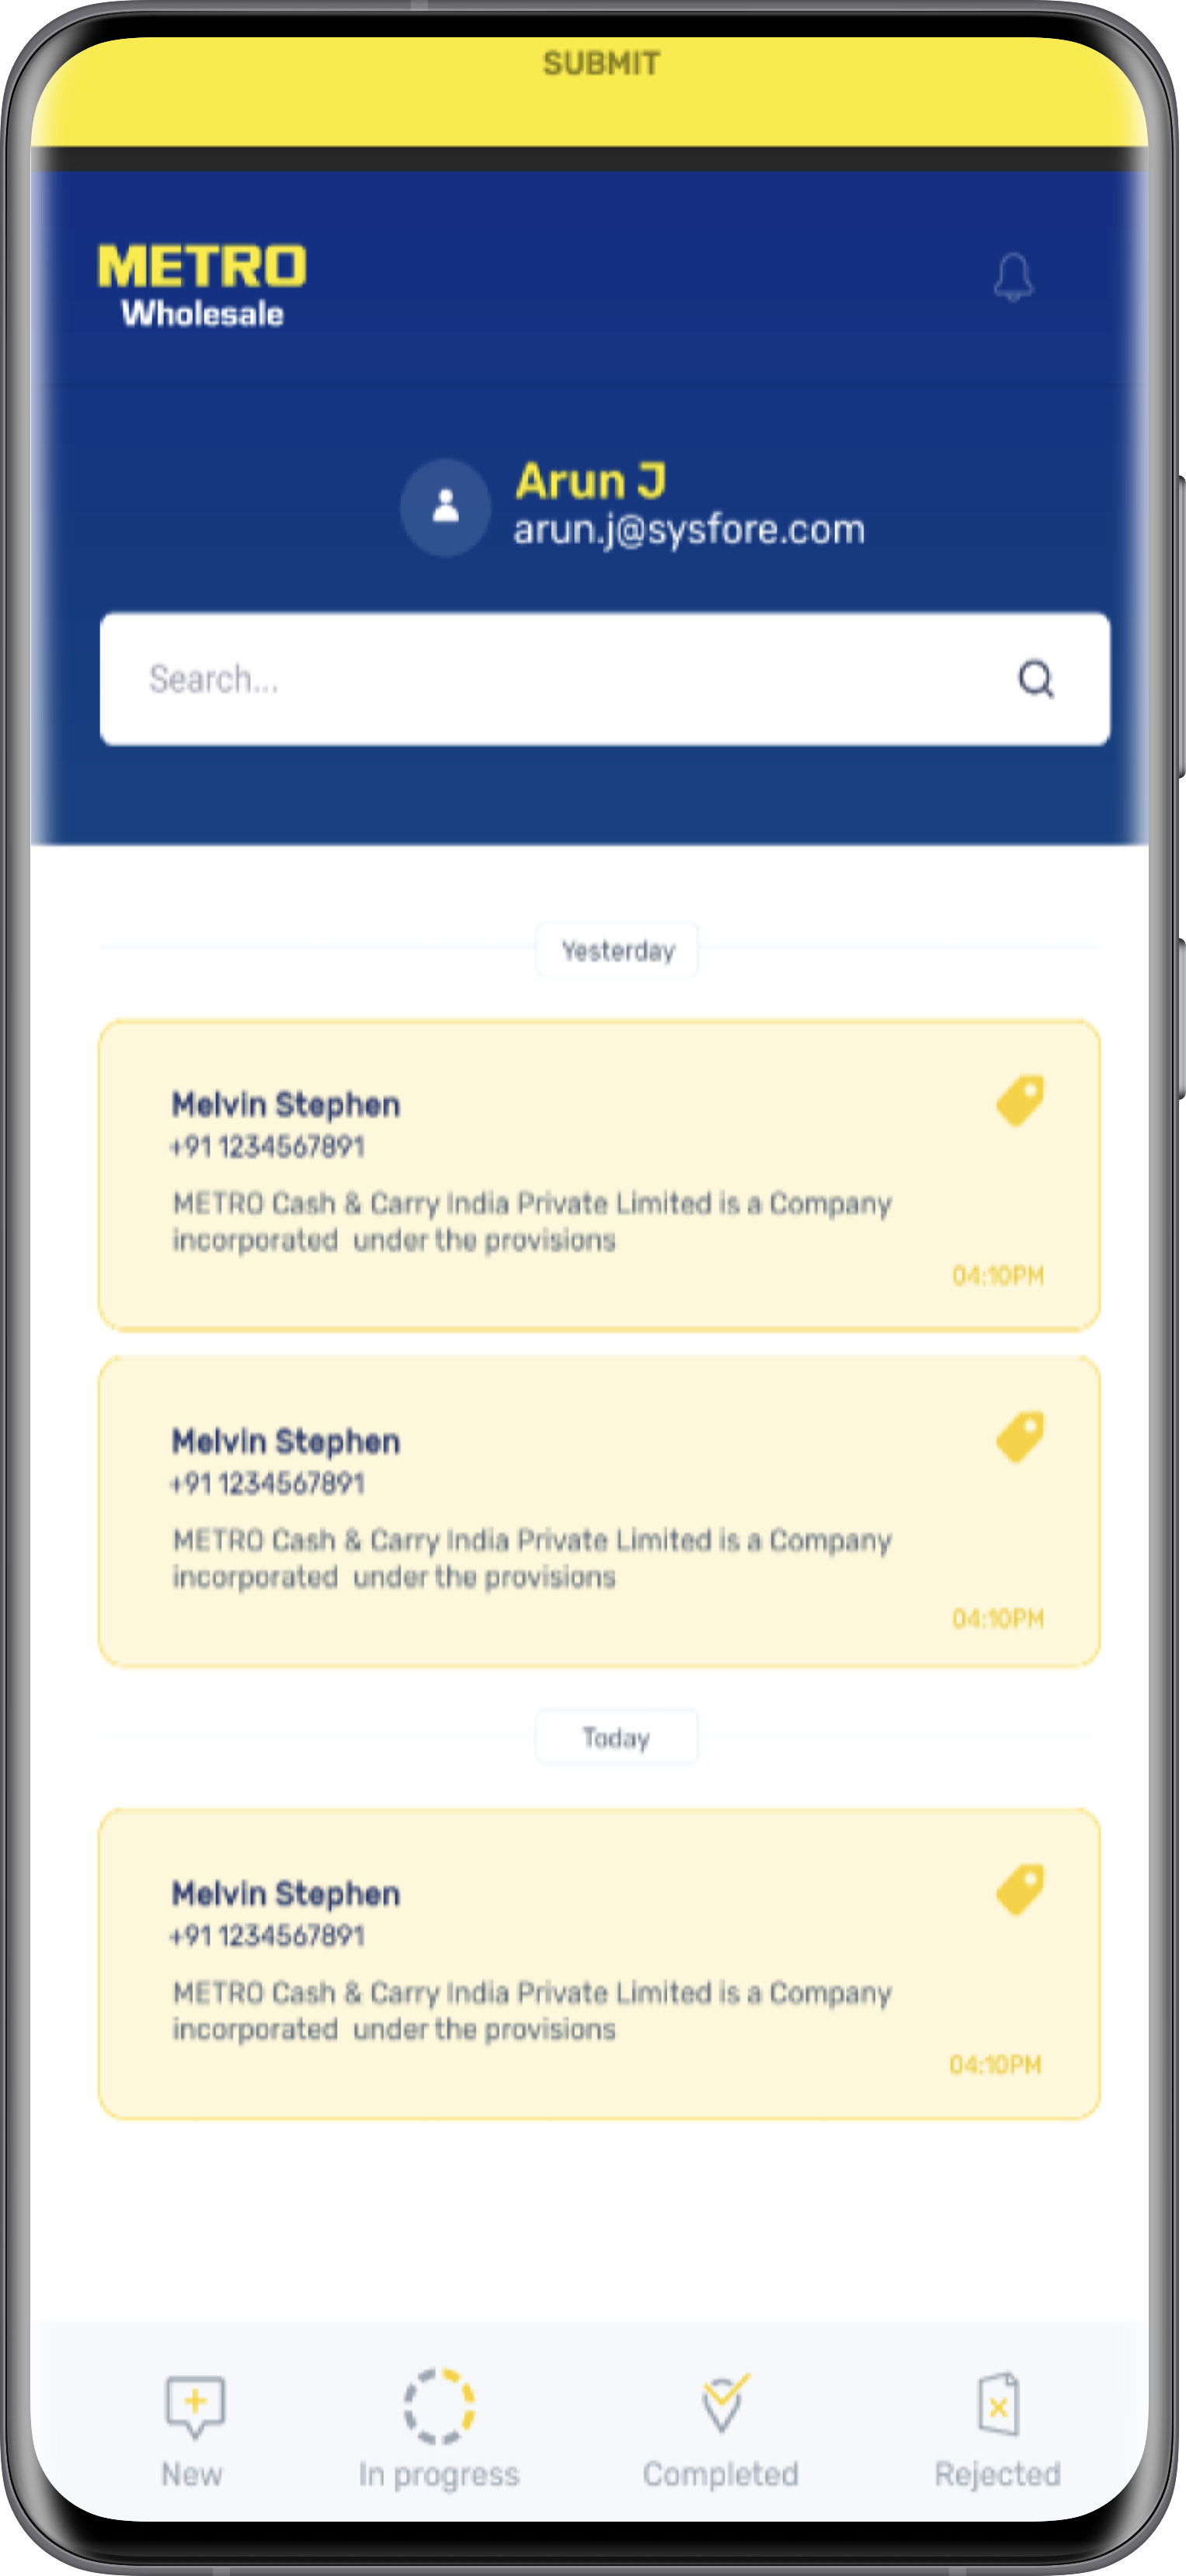 SUBMIT
METRO
Wholesale
Arun J
arun.j@sysfore.com
Search...
Yesterday
Melvin Stephen
+91 1234567891
METRO Cash & Carry India Private Limited is a Company
incorporated under the provisions
04:10PM
Melvin Stephen
+91 1234567891
METRO Cash & Carry India Private Limited is a Company
incorporated under the provisions
04:10PM
Today
Melvin Stephen
+91 1234567891
METRO Cash & Carry India Private Limited is a Company
incorporated under the provisions
04:10PM
New
In progress
Completed
Rejected